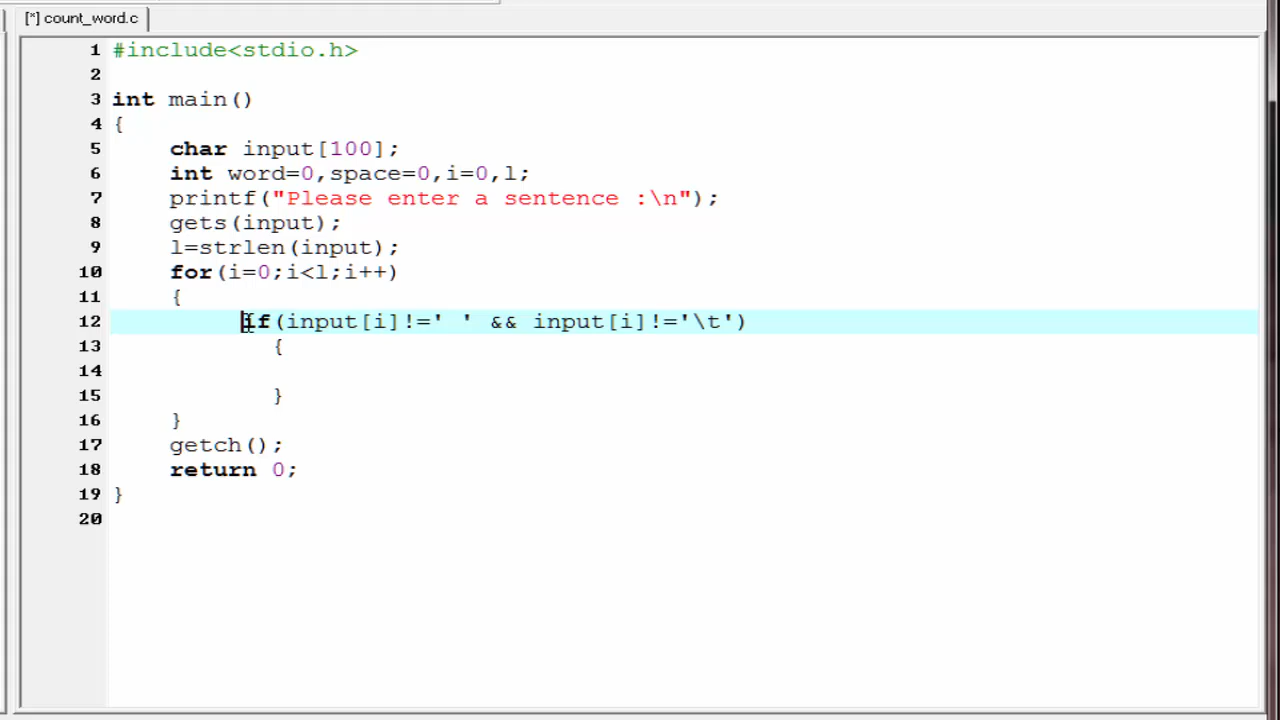 [*] count_word.c
1 #include<stdio.h>
2
3 int main()
4 {
5 char input[100];
6 int word=0,space=0,i=0,l;
7 printf("Please enter a sentence :\n");
8 gets(input);
9 l=strlen(input);
10 for(i=0;i<l;i++)
11 {
12 if(input[i]!=' ' && input[i]!='\t')
13 {
14
15 }
16 }
17 getch();
18 return 0;
19 }
20